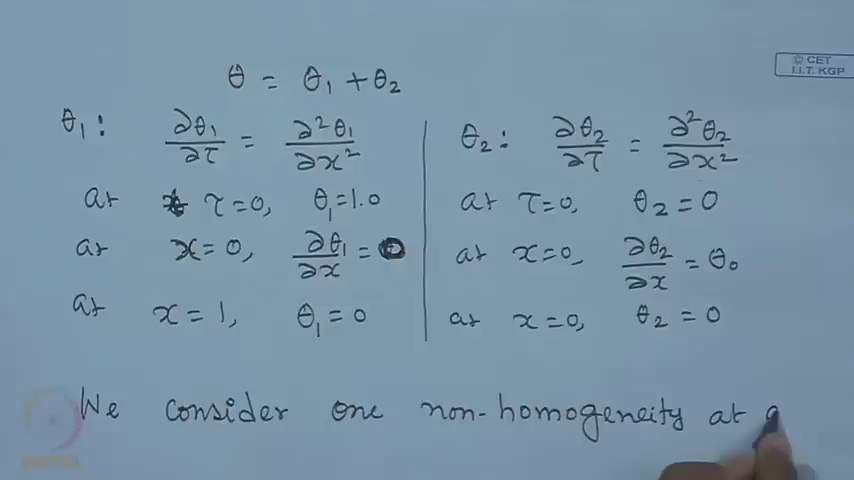 © CET
I.I.T. KGP
θ = θ₁ + θ₂
θ₁: ∂θ₁/∂τ = ∂²θ₁/∂x²
at τ=0, θ₁=1.0
at x=0, ∂θ₁/∂x = 0
at x=1, θ₁=0
θ₂: ∂θ₂/∂τ = ∂²θ₂/∂x²
at τ=0, θ₂=0
at x=0, ∂θ₂/∂x = θ₀
at x=0, θ₂=0
We consider one non-homogeneity at a